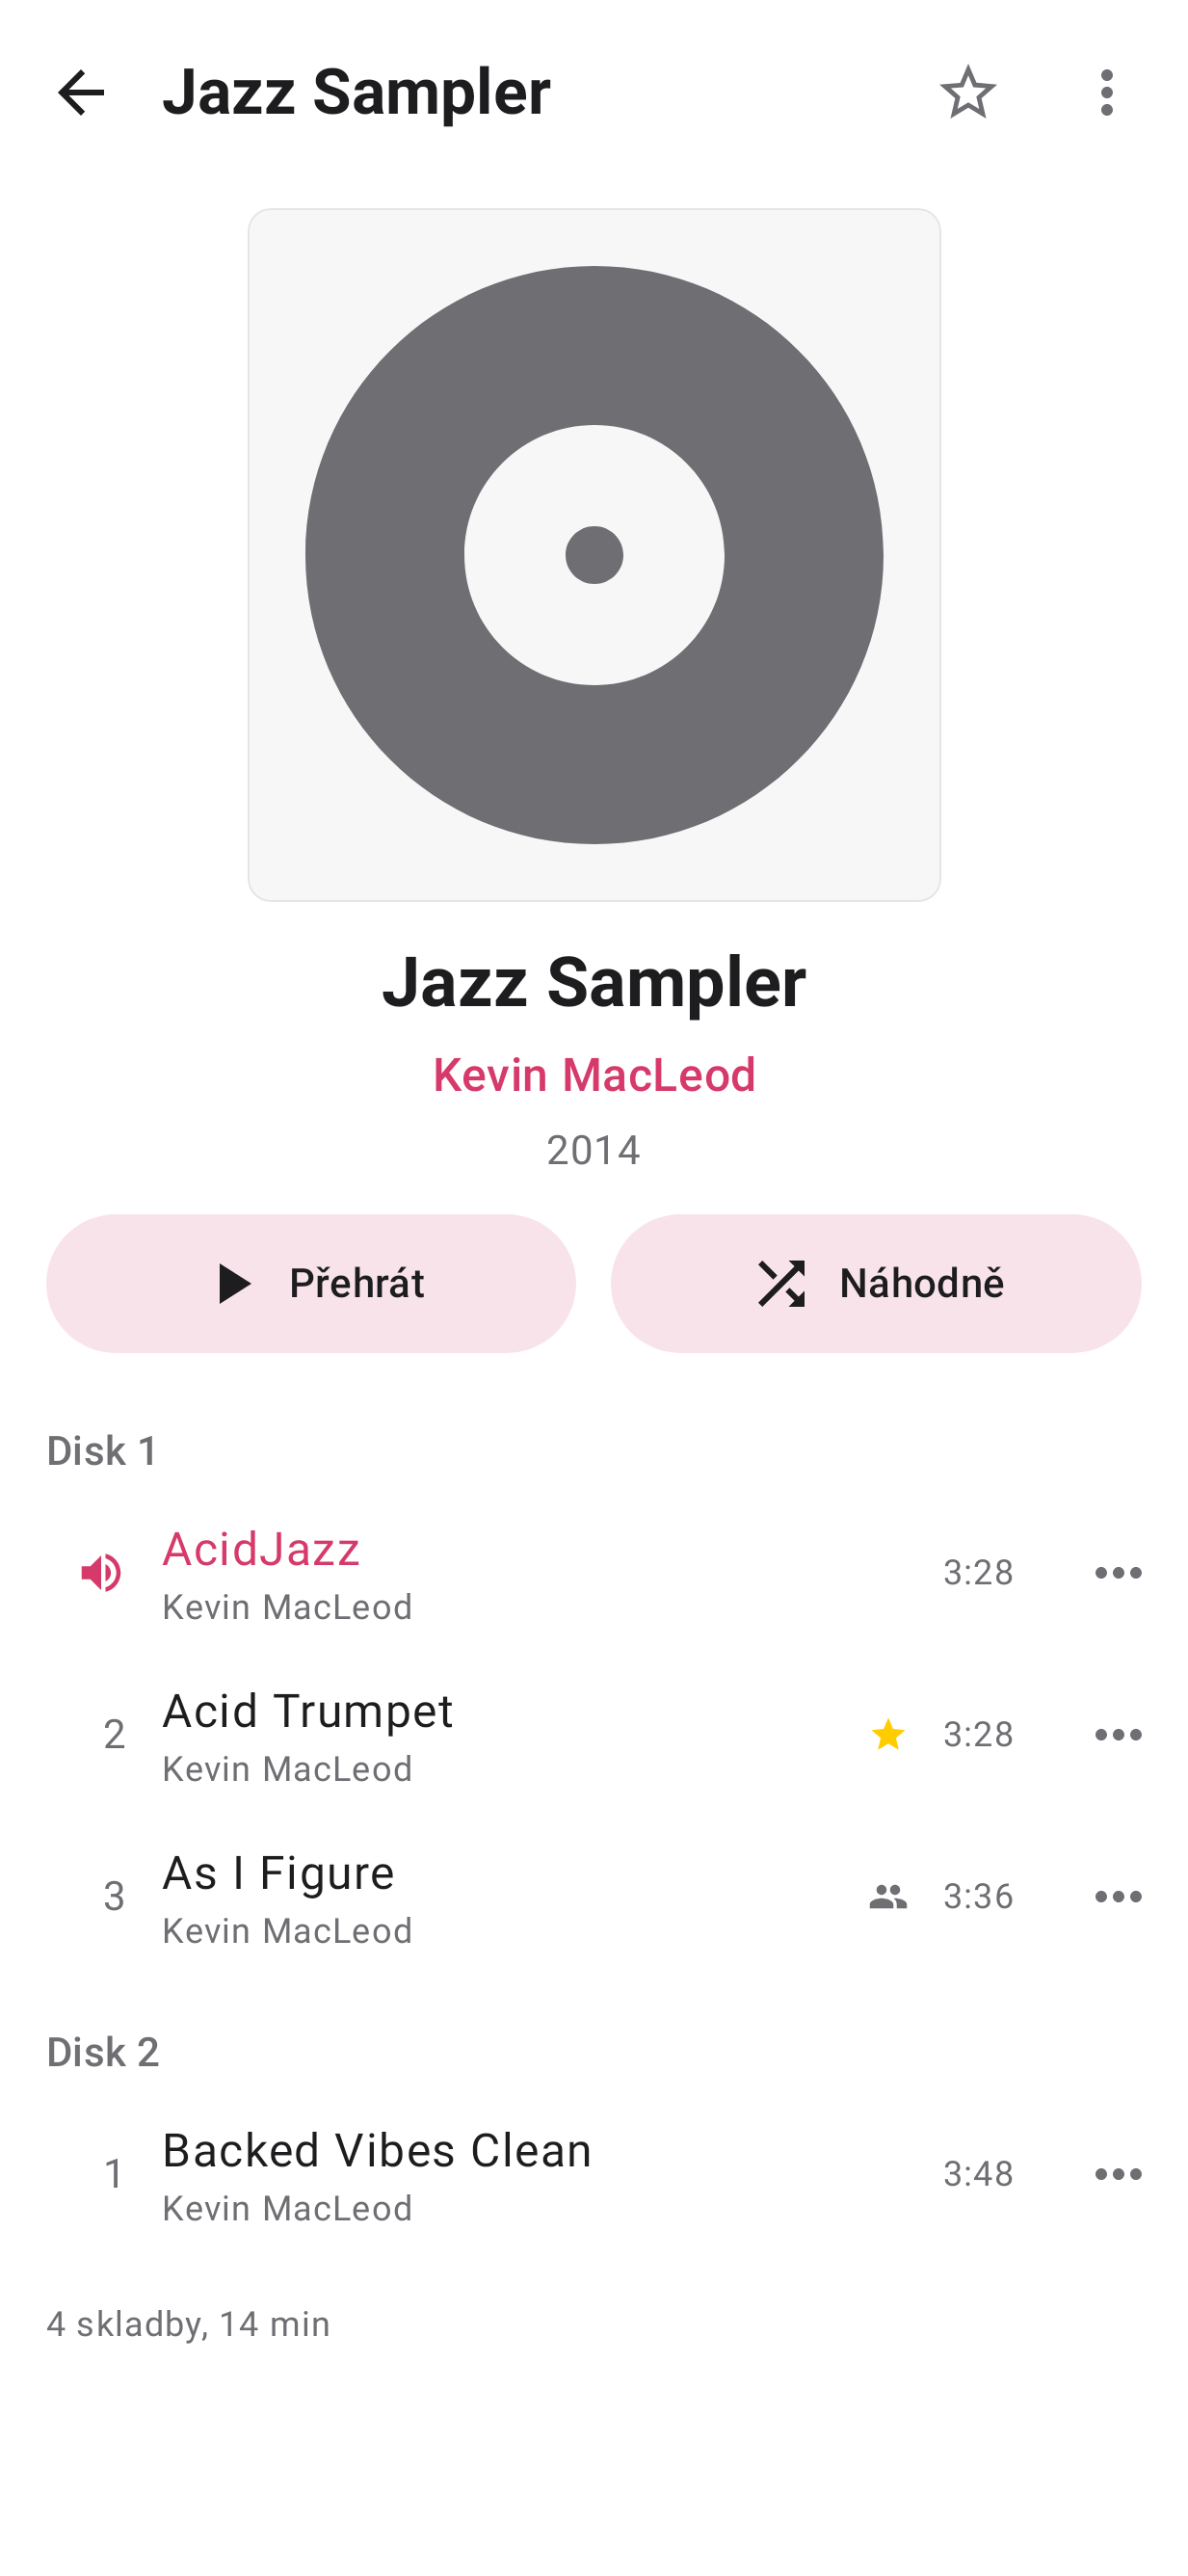 Jazz Sampler
Jazz Sampler
Kevin MacLeod
2014
Přehrát
Náhodně
Disk 1
AcidJazz
Kevin MacLeod
3:28
2
Acid Trumpet
Kevin MacLeod
3:28
3
As I Figure
Kevin MacLeod
3:36
Disk 2
1
Backed Vibes Clean
Kevin MacLeod
3:48
4 skladby, 14 min